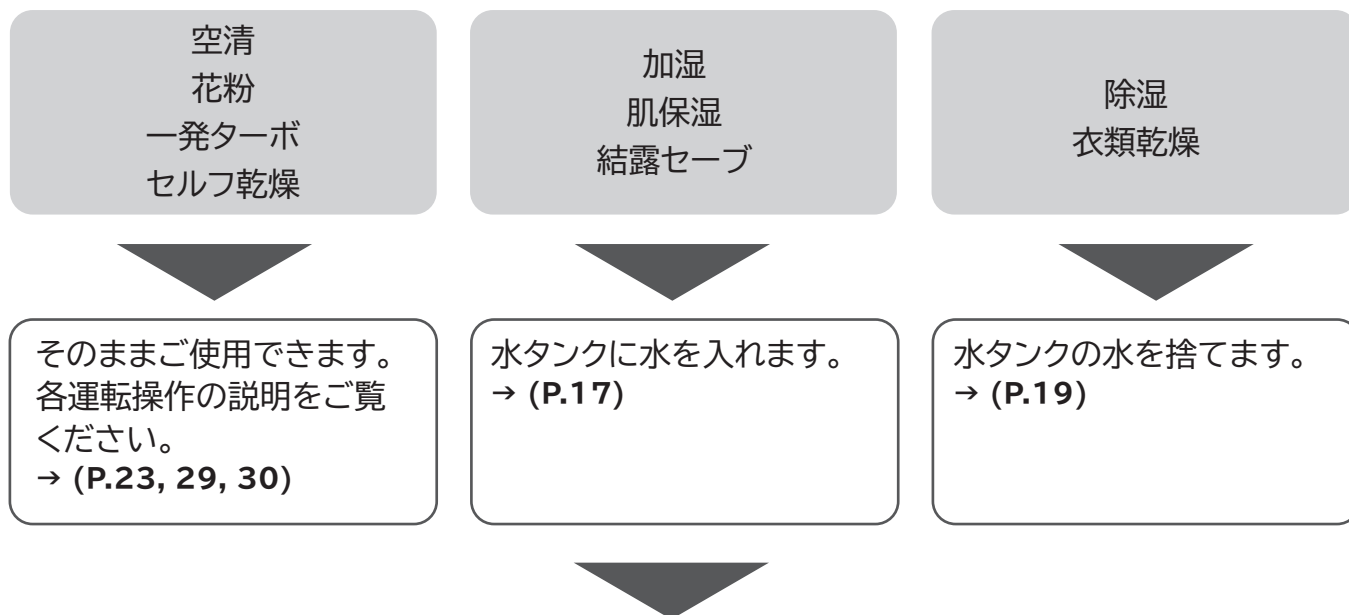 空清
花粉
一発ターボ
セルフ乾燥
加湿
肌保湿
結露セーブ
除湿
衣類乾燥
そのままご使用できます。
各運転操作の説明をご覧
ください。
→ (P.23, 29, 30)
水タンクに水を入れます。
→ (P.17)
水タンクの水を捨てます。
→ (P.19)